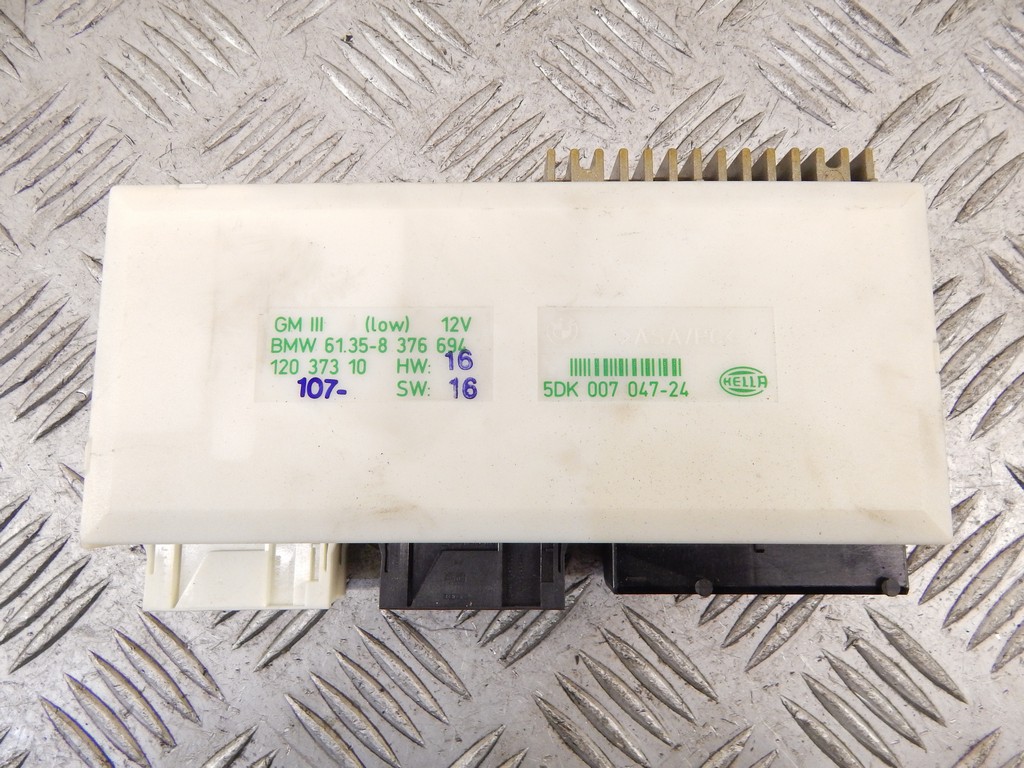 GM III (low) 12V
BMW 61.35-8 376 694
120 373 10 HW: 16
107- SW: 16
5DK 007 047-24
HELLA